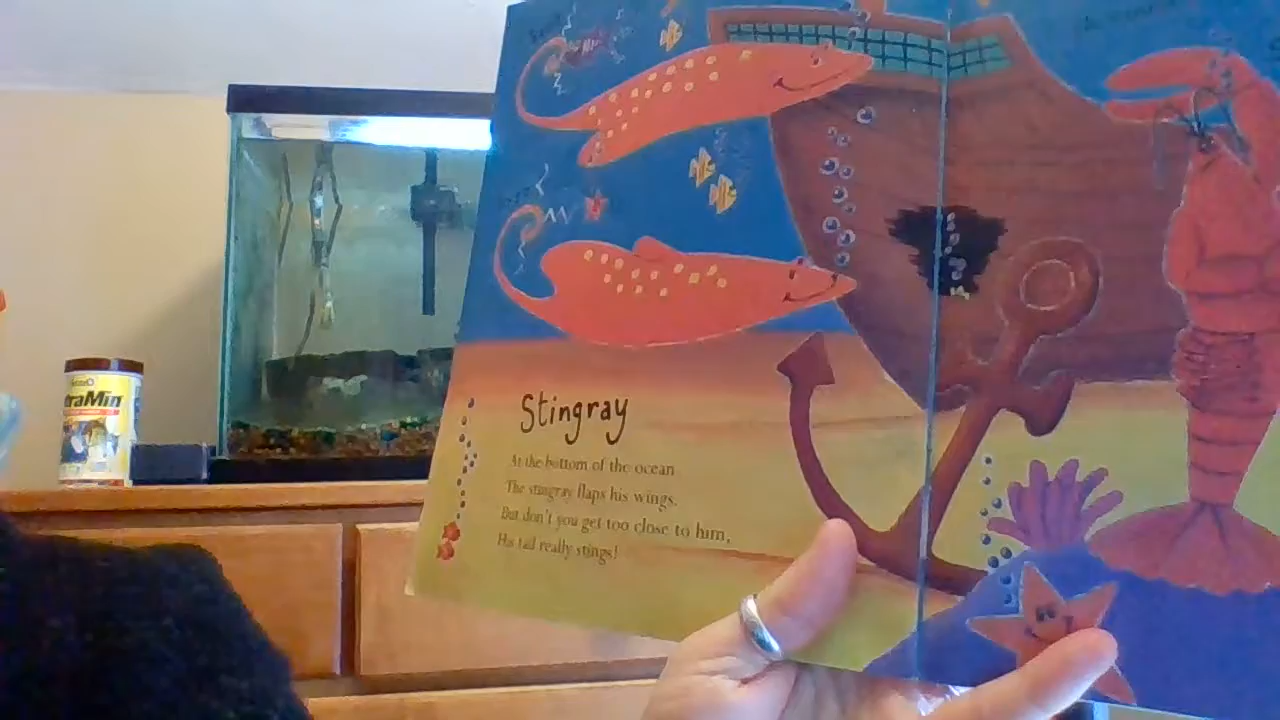 Stingray
At the bottom of the ocean
The stingray flaps his wings,
But don't you get too close to him,
His tail really stings!
traMin